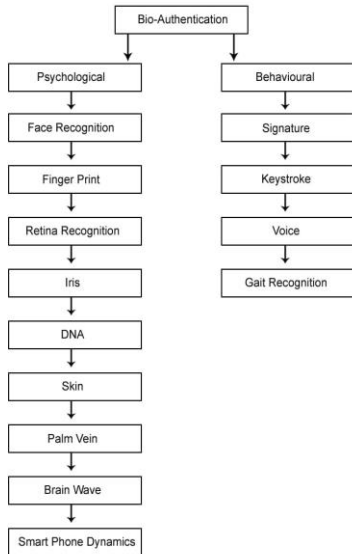 Bio-Authentication
Psychological
Behavioural
Face Recognition
Signature
Finger Print
Keystroke
Retina Recognition
Voice
Iris
Gait Recognition
DNA
Skin
Palm Vein
Brain Wave
Smart Phone Dynamics